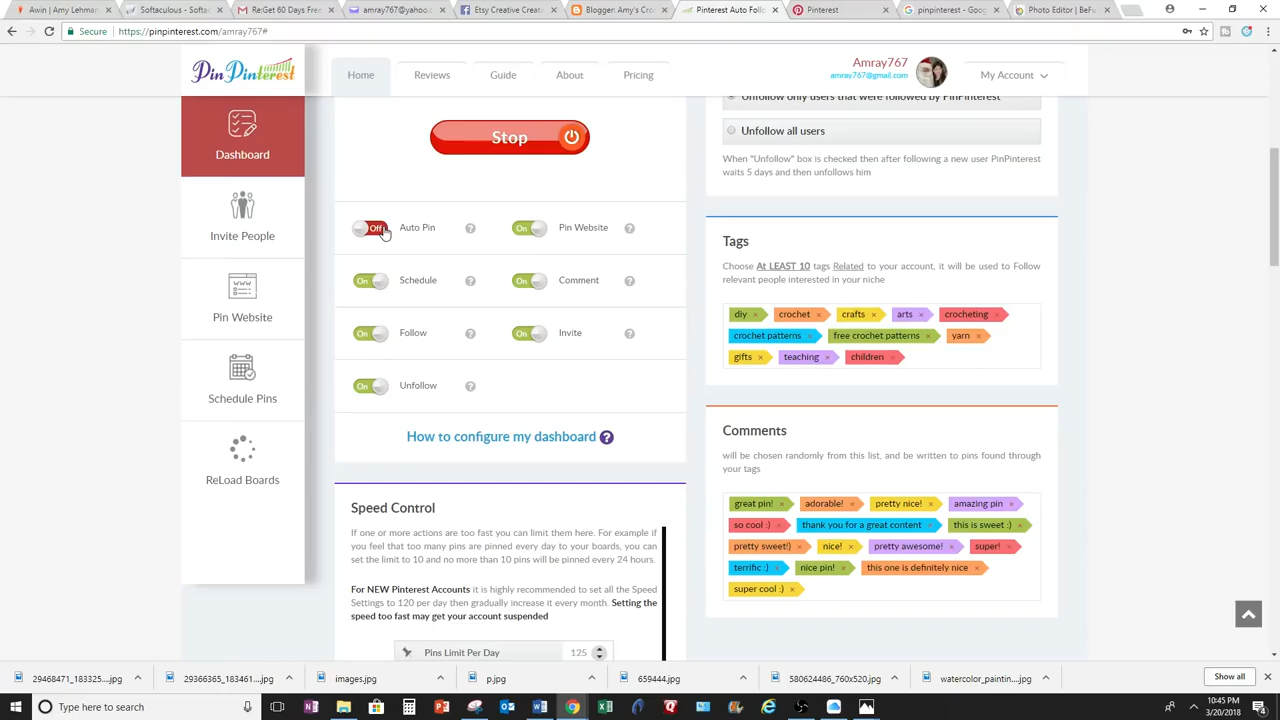 Avin | Amy Lehman
Softaculous - Softac
ReGet 60 Days Free
amray767@yahoo.c
Etsy Creative Create
Blogger: Amy's Croc
Pinterest Auto Follo
Pinterest
pinpinterest - Goog
Photo Editor | BeFu
Secure https://pinpinterest.com/amray767#
PinPinterest
Home Reviews Guide About Pricing
Amray767
amray767@gmail.com
My Account
Dashboard
Invite People
Pin Website
Schedule Pins
ReLoad Boards
Stop
Off Auto Pin ? On Pin Website ?
On Schedule ? On Comment ?
On Follow ? On Invite ?
On Unfollow ?
How to configure my dashboard ?
Speed Control
If one or more actions are too fast you can limit them here. For example if
you feel that too many pins are pinned every day to your boards, you can
set the limit to 10 and no more than 10 pins will be pinned every 24 hours.
For NEW Pinterest Accounts it is highly recommended to set all the Speed
Settings to 120 per day then gradually increase it every month. Setting the
speed too fast may get your account suspended
Pins Limit Per Day 125
Unfollow only users that were followed by PinPinterest
Unfollow all users
When "Unfollow" box is checked then after following a new user PinPinterest
waits 5 days and then unfollows him
Tags
Choose At LEAST 10 tags Related to your account, it will be used to Follow
relevant people interested in your niche
diy × crochet × crafts × arts × crocheting ×
crochet patterns × free crochet patterns × yarn ×
gifts × teaching × children ×
Comments
will be chosen randomly from this list, and be written to pins found through
your tags
great pin! × adorable! × pretty nice! × amazing pin ×
so cool :) × thank you for a great content × this is sweet :) ×
pretty sweet!) × nice! × pretty awesome! × super! ×
terrific :) × nice pin! × this one is definitely nice ×
super cool :) ×
29468471_183325....jpg
29366365_183461....jpg
images.jpg
p.jpg
659444.jpg
580624486_760x520.jpg
watercolor_paintin....jpg
Show all
Type here to search
10:45 PM
3/20/2018